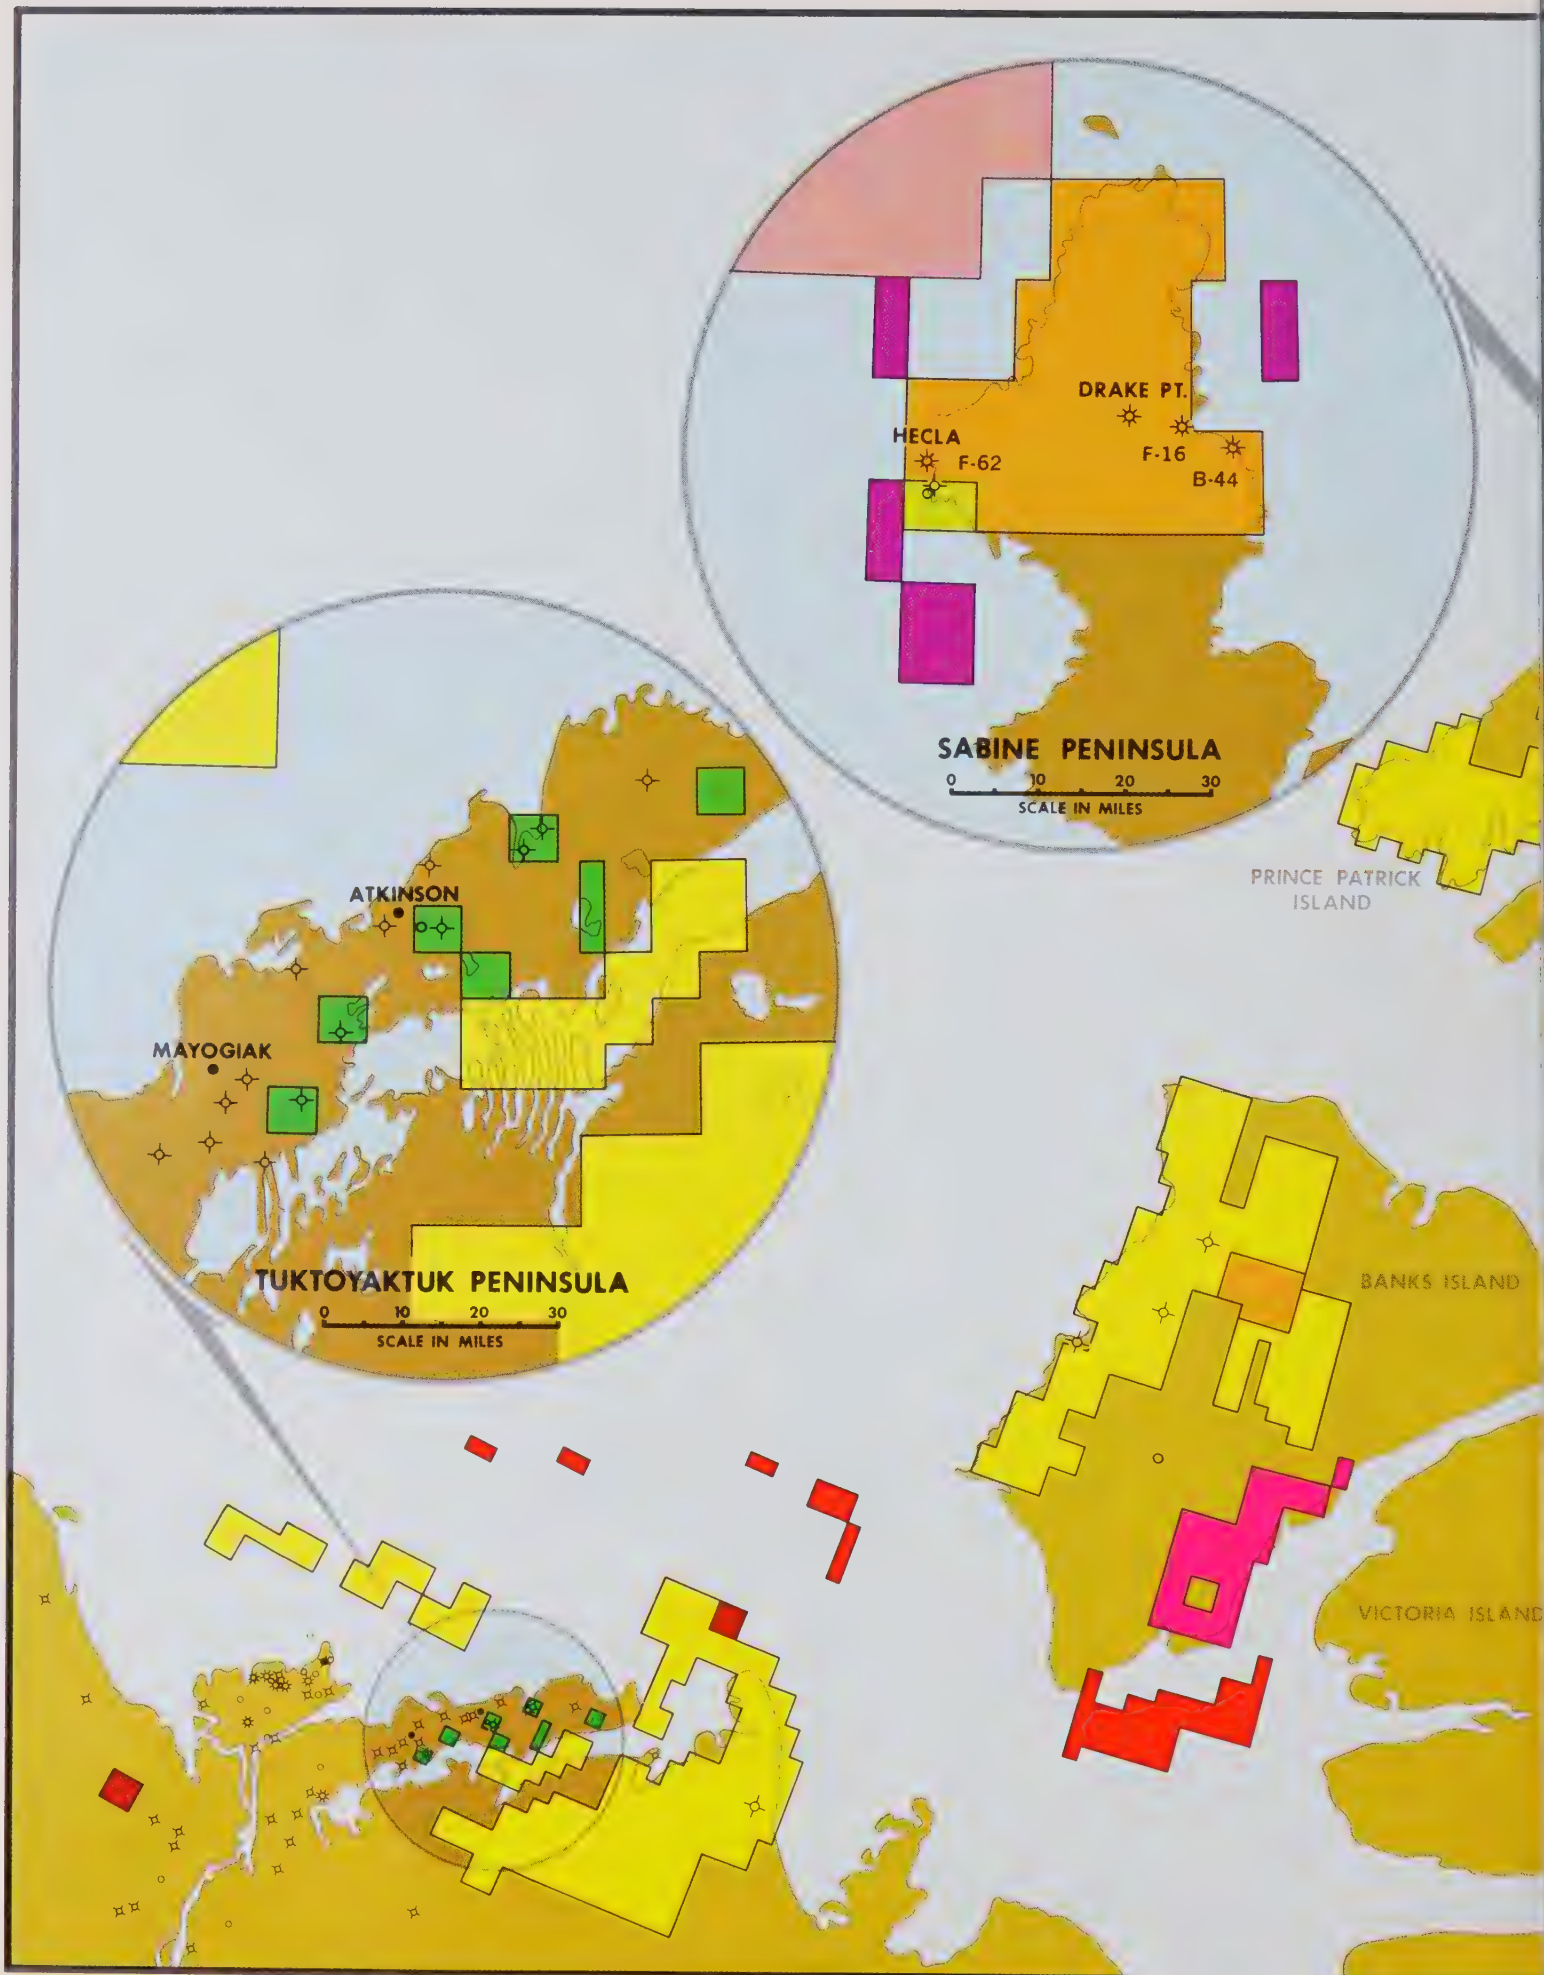 DRAKE PT.
HECLA
F-62
F-16
B-44
SABINE PENINSULA
0 10 20 30
SCALE IN MILES
PRINCE PATRICK
ISLAND
ATKINSON
MAYOGIAK
TUKTOYAKTUK PENINSULA
0 10 20 30
SCALE IN MILES
BANKS ISLAND
VICTORIA ISLAND